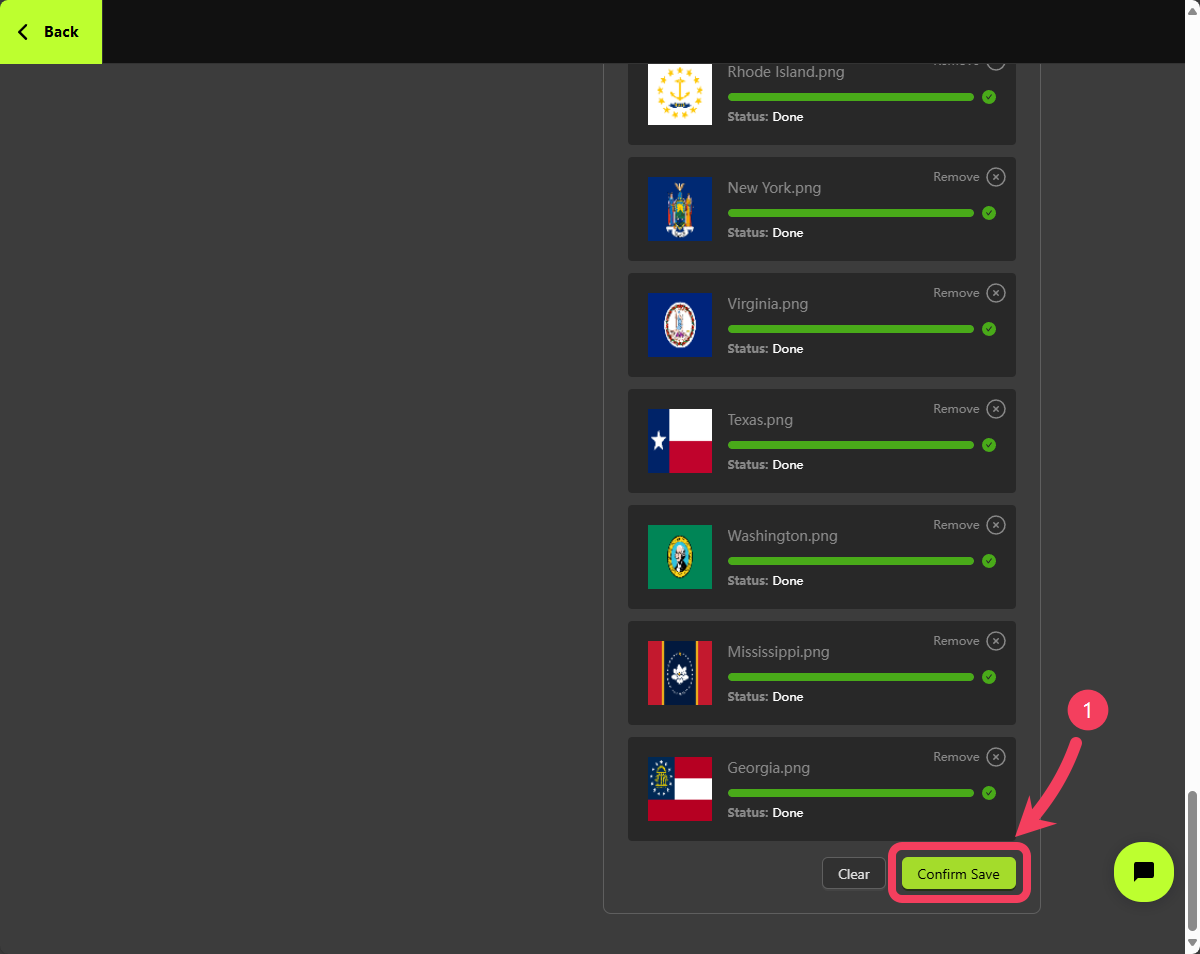 Back
Remove
Rhode Island.png
Status: Done
Remove
New York.png
Status: Done
Remove
Virginia.png
Status: Done
Remove
Texas.png
Status: Done
Remove
Washington.png
Status: Done
Remove
Mississippi.png
Status: Done
1
Remove
Georgia.png
Status: Done
Clear
Confirm Save